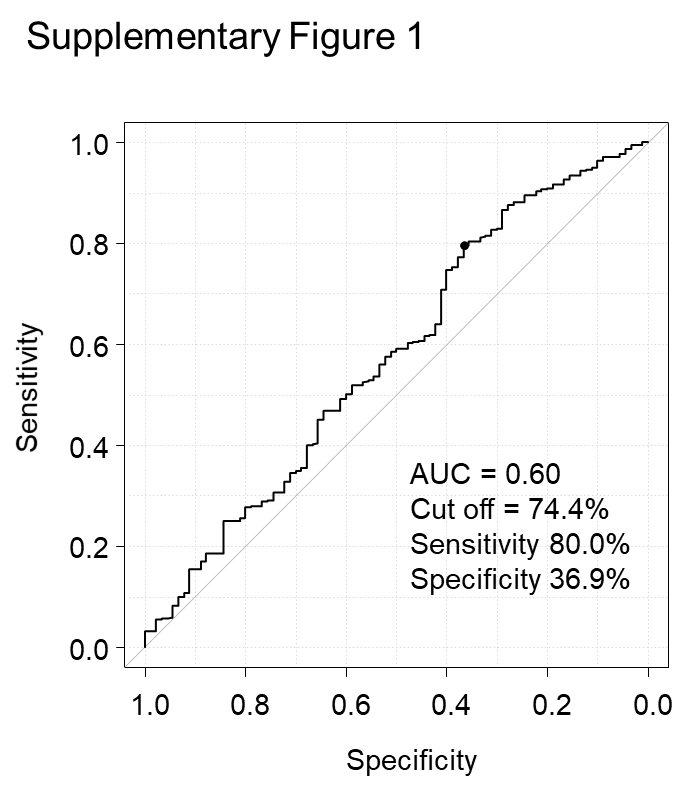 Supplementary Figure 1
1.0
0.8
0.6
0.4
0.2
0.0
Sensitivity
AUC = 0.60
Cut off = 74.4%
Sensitivity 80.0%
Specificity 36.9%
1.0 0.8 0.6 0.4 0.2 0.0
Specificity